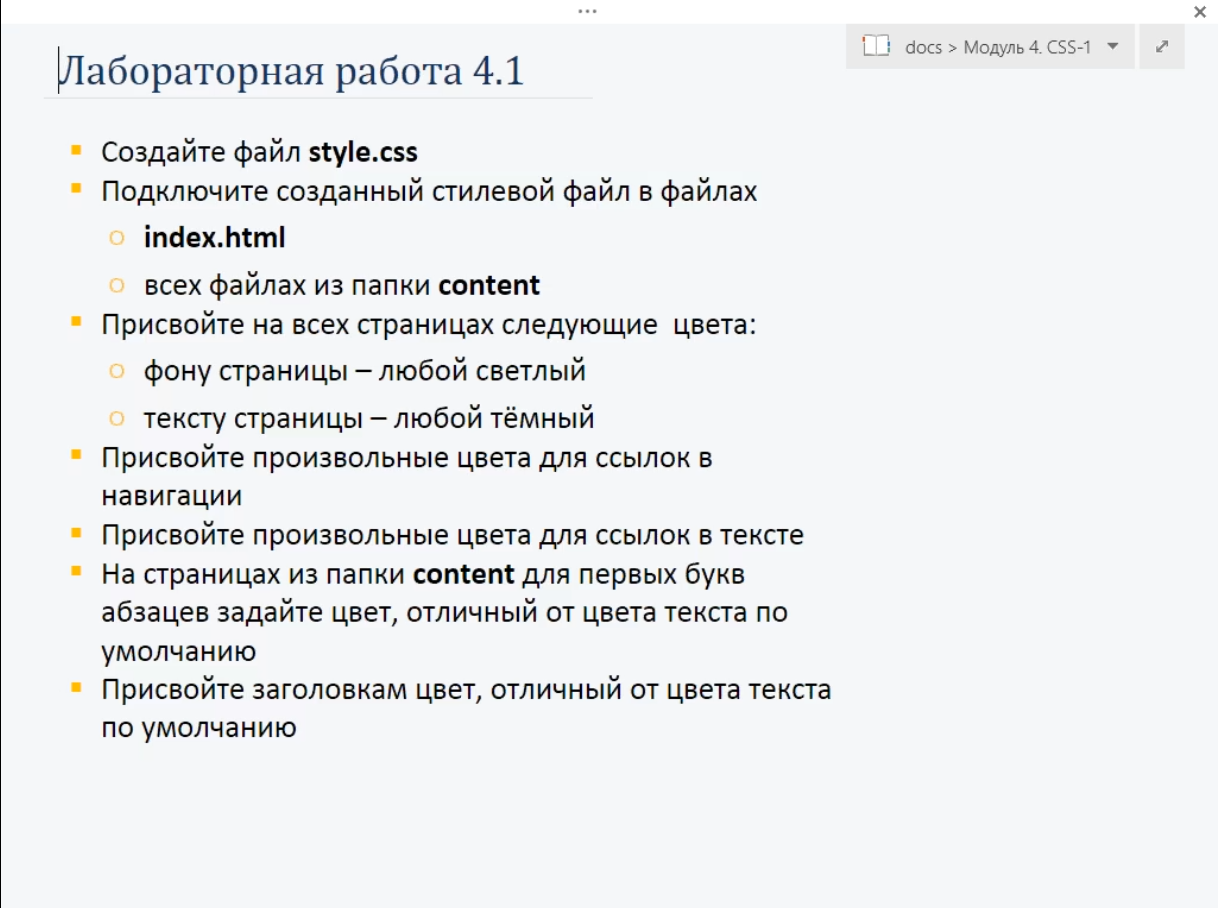 docs > Модуль 4. CSS-1
Лабораторная работа 4.1
Создайте файл style.css
Подключите созданный стилевой файл в файлах
index.html
всех файлах из папки content
Присвойте на всех страницах следующие цвета:
фону страницы – любой светлый
тексту страницы – любой тёмный
Присвойте произвольные цвета для ссылок в
навигации
Присвойте произвольные цвета для ссылок в тексте
На страницах из папки content для первых букв
абзацев задайте цвет, отличный от цвета текста по
умолчанию
Присвойте заголовкам цвет, отличный от цвета текста
по умолчанию